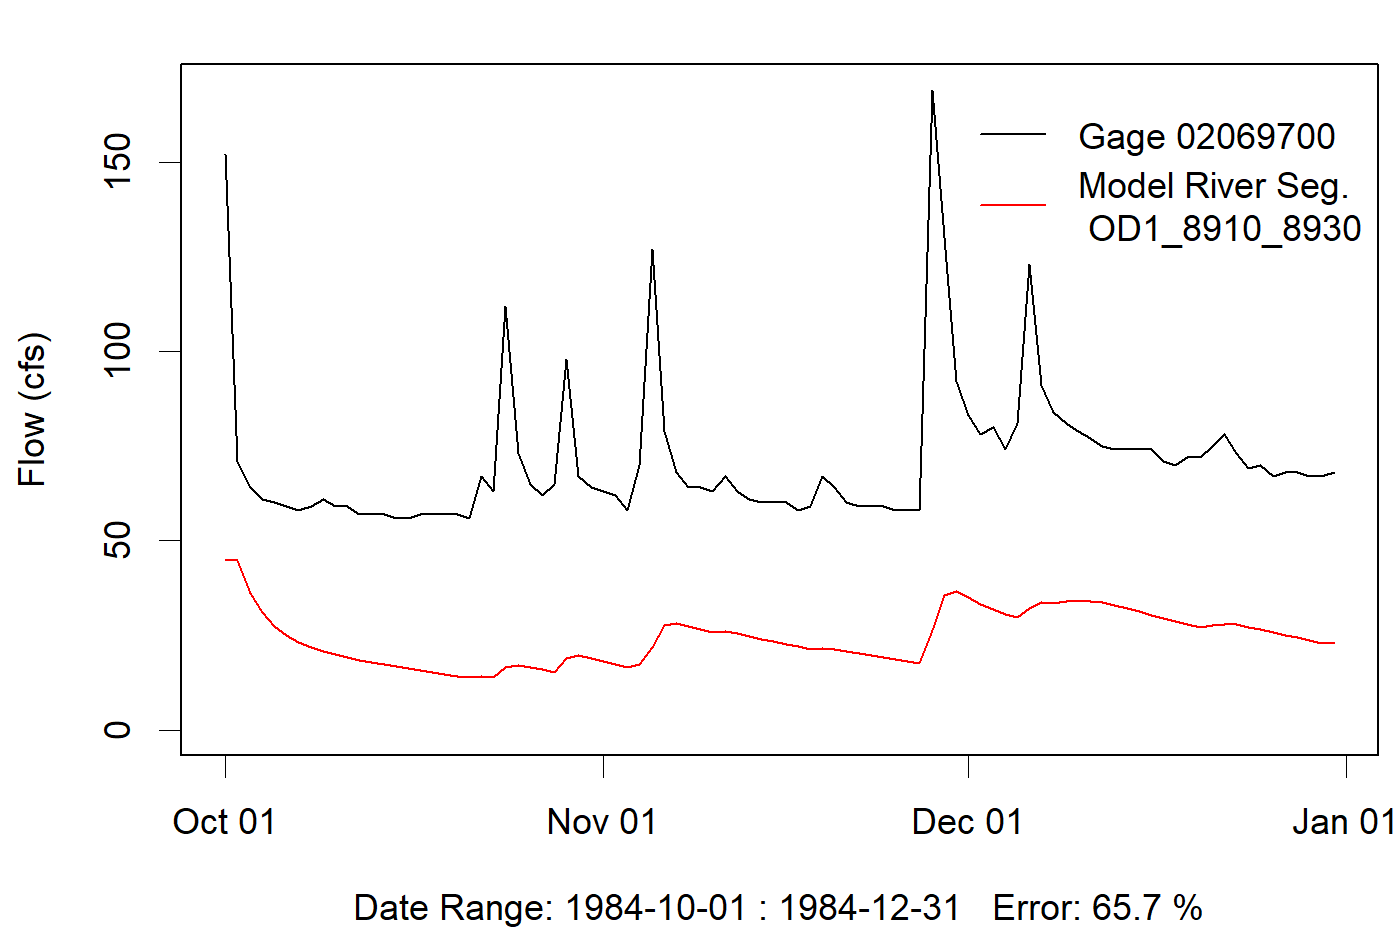 Gage 02069700
Model River Seg.
OD1_8910_8930
Flow (cfs)
150
100
50
0
Oct 01 Nov 01 Dec 01 Jan 01
Date Range: 1984-10-01 : 1984-12-31 Error: 65.7 %